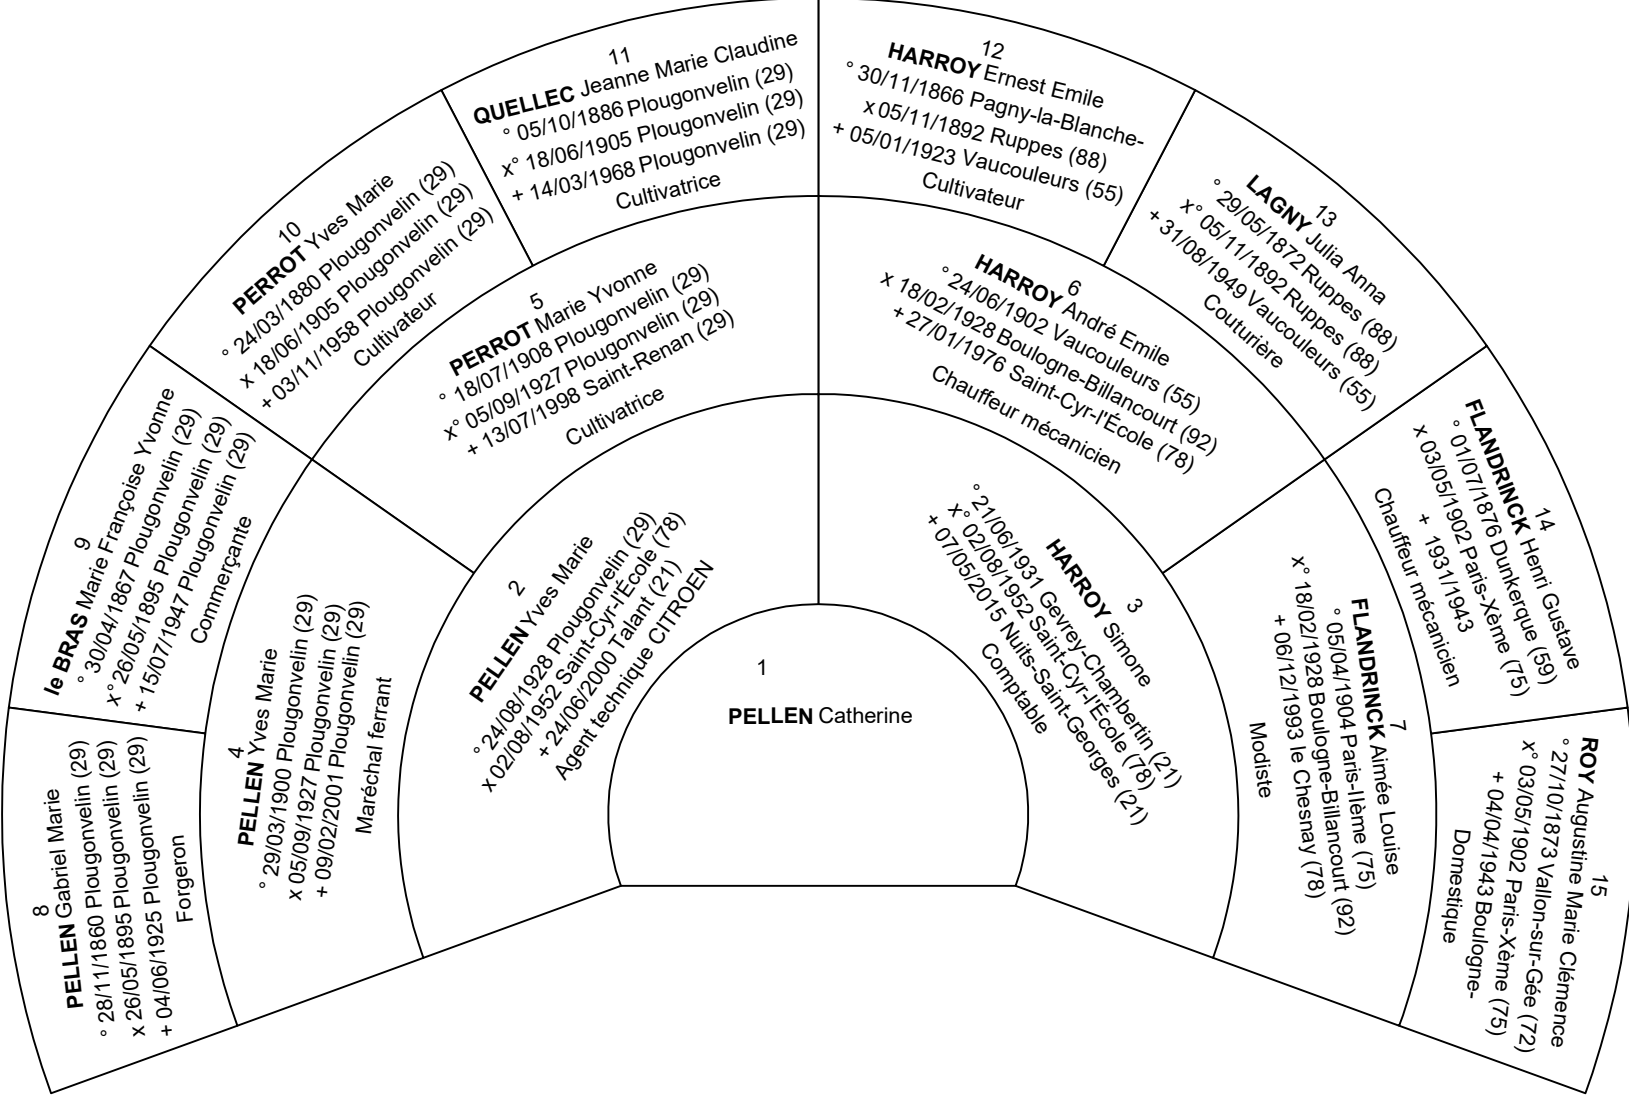 1
PELLEN Catherine
2
PELLEN Yves Marie
° 24/08/1928 Plougonvelin (29)
x 02/08/1952 Saint-Cyr-l'École (78)
+ 24/06/2000 Talant (21)
Agent technique CITROEN
3
HARROY Simone
° 21/06/1931 Gevrey-Chambertin (21)
x° 02/08/1952 Saint-Cyr-l'École (78)
+ 07/05/2015 Nuits-Saint-Georges (21)
Comptable
4
PELLEN Yves Marie
° 29/03/1900 Plougonvelin (29)
x 05/09/1927 Plougonvelin (29)
+ 09/02/2001 Plougonvelin (29)
Maréchal ferrant
5
PERROT Marie Yvonne
° 18/07/1908 Plougonvelin (29)
x° 05/09/1927 Plougonvelin (29)
+ 13/07/1998 Saint-Renan (29)
Cultivatrice
6
HARROY André Emile
° 24/06/1902 Vaucouleurs (55)
x 18/02/1928 Boulogne-Billancourt (92)
+ 27/01/1976 Saint-Cyr-l'École (78)
Chauffeur mécanicien
7
FLANDRINCK Aimée Louise
° 05/04/1904 Paris-IIème (75)
x° 18/02/1928 Boulogne-Billancourt (92)
+ 06/12/1993 le Chesnay (78)
Modiste
8
PELLEN Gabriel Marie
° 28/11/1860 Plougonvelin (29)
x 26/05/1895 Plougonvelin (29)
+ 04/06/1925 Plougonvelin (29)
Forgeron
9
le BRAS Marie Françoise Yvonne
° 30/04/1867 Plougonvelin (29)
x° 26/05/1895 Plougonvelin (29)
+ 15/07/1947 Plougonvelin (29)
Commerçante
10
PERROT Yves Marie
° 24/03/1880 Plougonvelin (29)
x 18/06/1905 Plougonvelin (29)
+ 03/11/1958 Plougonvelin (29)
Cultivateur
11
QUELLEC Jeanne Marie Claudine
° 05/10/1886 Plougonvelin (29)
x° 18/06/1905 Plougonvelin (29)
+ 14/03/1968 Plougonvelin (29)
Cultivatrice
12
HARROY Ernest Emile
° 30/11/1866 Pagny-la-Blanche-
x 05/11/1892 Ruppes (88)
+ 05/01/1923 Vaucouleurs (55)
Cultivateur
13
LAGNY Julia Anna
° 29/05/1872 Ruppes (88)
x° 05/11/1892 Ruppes (88)
+ 31/08/1949 Vaucouleurs (55)
Couturière
14
FLANDRINCK Henri Gustave
° 01/07/1876 Dunkerque (59)
x 03/05/1902 Paris-Xème (75)
+ 1931/1943
Chauffeur mécanicien
15
ROY Augustine Marie Clémence
° 27/10/1873 Vallon-sur-Gée (72)
x° 03/05/1902 Paris-Xème (75)
+ 04/04/1943 Boulogne-
Domestique